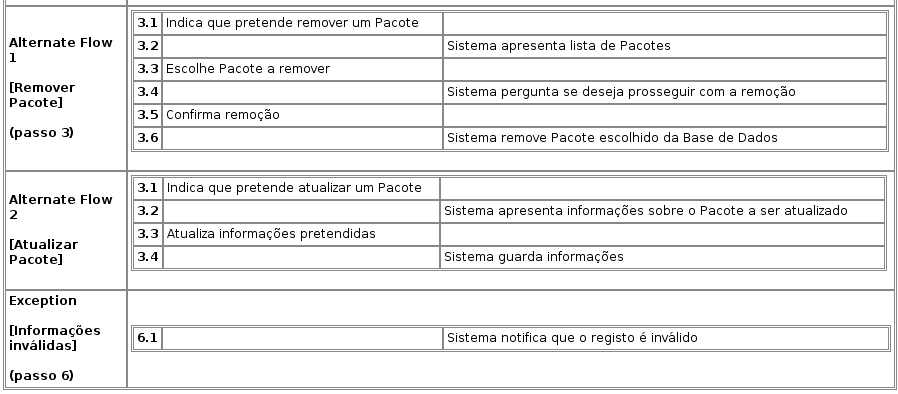 Alternate Flow
1
[Remover
Pacote]
(passo 3)
3.1 Indica que pretende remover um Pacote
3.2 Sistema apresenta lista de Pacotes
3.3 Escolhe Pacote a remover
3.4 Sistema pergunta se deseja prosseguir com a remoção
3.5 Confirma remoção
3.6 Sistema remove Pacote escolhido da Base de Dados
Alternate Flow
2
[Atualizar
Pacote]
3.1 Indica que pretende atualizar um Pacote
3.2 Sistema apresenta informações sobre o Pacote a ser atualizado
3.3 Atualiza informações pretendidas
3.4 Sistema guarda informações
Exception
[Informações
inválidas]
(passo 6)
6.1 Sistema notifica que o registo é inválido